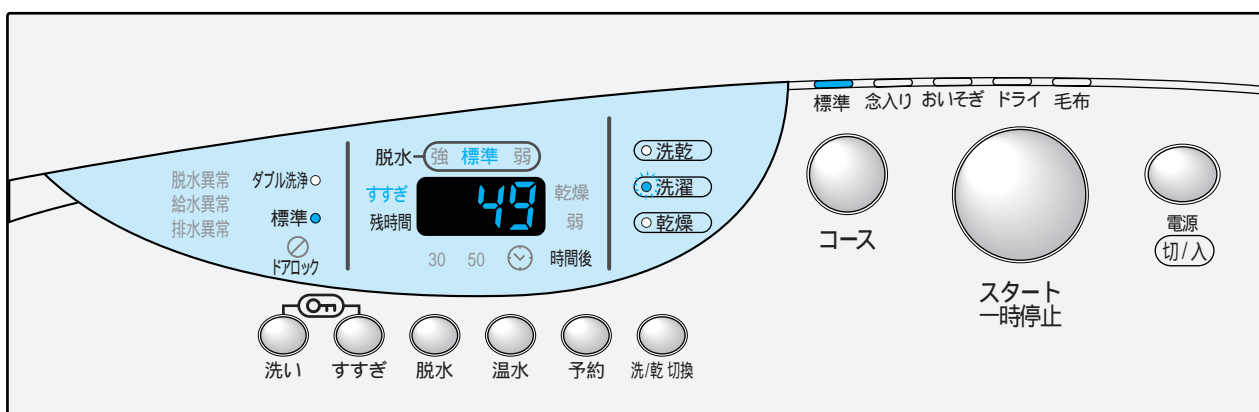 標準 念入り おいそぎ ドライ 毛布
脱水 強 標準 弱
脱水異常
給水異常
排水異常
ダブル洗浄
標準
ドアロック
すすぎ 49 乾燥
残時間 弱
30 50 時間後
洗乾
洗濯
乾燥
コース
スタート
一時停止
電源
切/入
洗い すすぎ 脱水 温水 予約 洗/乾 切換